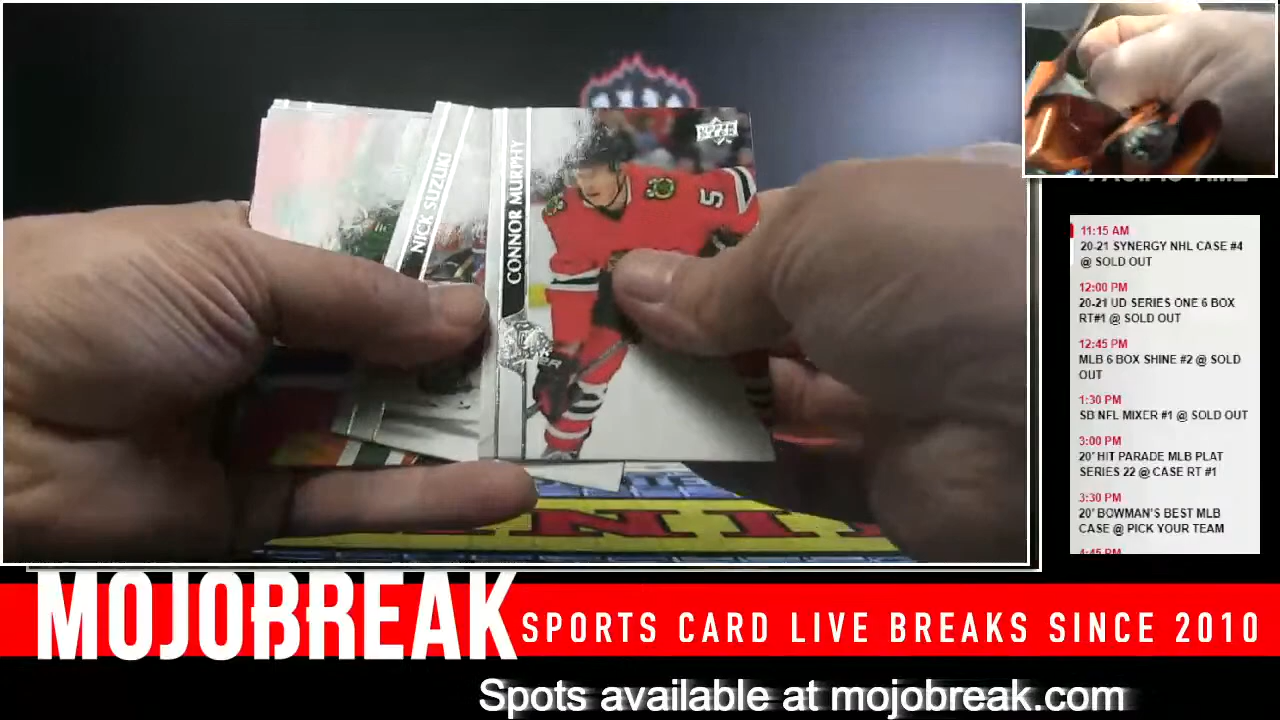 NICK SUZUKI
CONNOR MURPHY
5
11:15 AM
20-21 SYNERGY NHL CASE #4
@ SOLD OUT
12:00 PM
20-21 UD SERIES ONE 6 BOX
RT#1 @ SOLD OUT
12:45 PM
MLB 6 BOX SHINE #2 @ SOLD
OUT
1:30 PM
SB NFL MIXER #1 @ SOLD OUT
3:00 PM
20' HIT PARADE MLB PLAT
SERIES 22 @ CASE RT #1
3:30 PM
20' BOWMAN'S BEST MLB
CASE @ PICK YOUR TEAM
MOJOBREAK
SPORTS CARD LIVE BREAKS SINCE 2010
Spots available at mojobreak.com